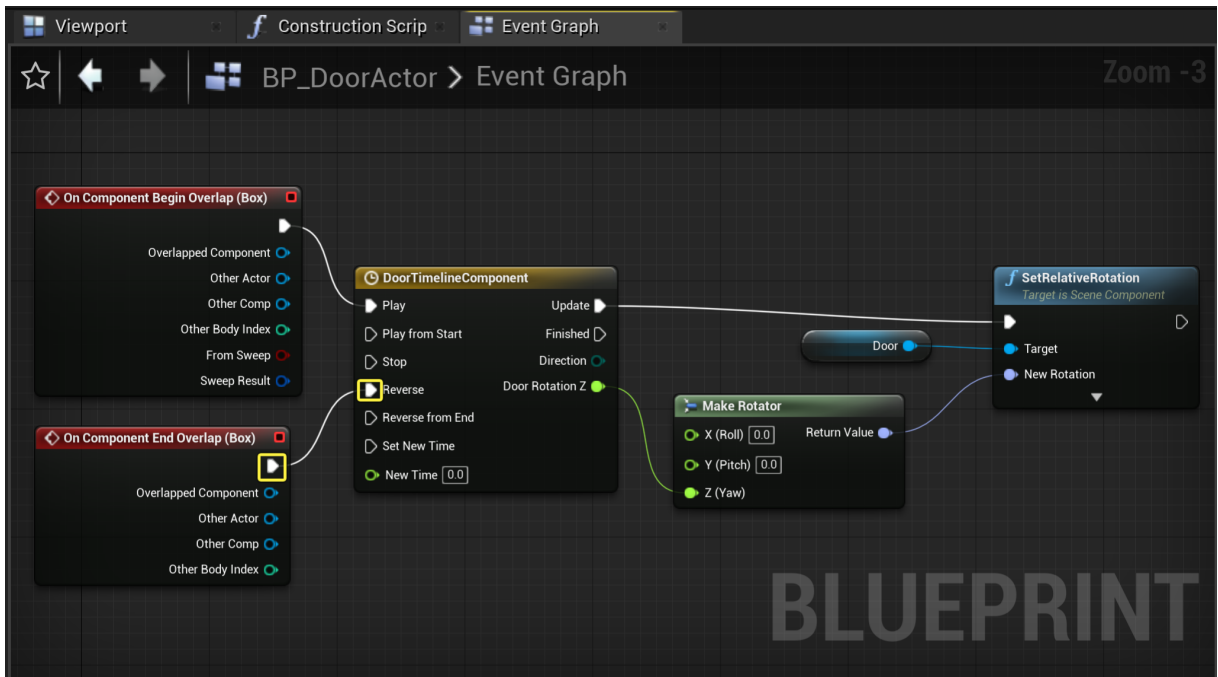 Viewport
Construction Scrip
Event Graph
BP_DoorActor > Event Graph
Zoom -3
On Component Begin Overlap (Box)
Overlapped Component
Other Actor
Other Comp
Other Body Index
From Sweep
Sweep Result
On Component End Overlap (Box)
Overlapped Component
Other Actor
Other Comp
Other Body Index
DoorTimelineComponent
Play
Update
Play from Start
Finished
Stop
Direction
Reverse
Door Rotation Z
Reverse from End
Set New Time
New Time 0.0
Door
Make Rotator
X (Roll) 0.0
Return Value
Y (Pitch) 0.0
Z (Yaw)
SetRelativeRotation
Target is Scene Component
Target
New Rotation
BLUEPRINT